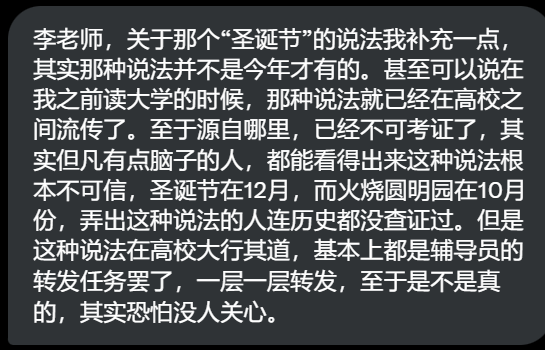 李老师，关于那个“圣诞节”的说法我补充一点，
其实那种说法并不是今年才有的。甚至可以说在
我之前读大学的时候，那种说法就已经在高校之
间流传了。至于源自哪里，已经不可考证了，其
实但凡有点脑子的人，都能看得出来这种说法根
本不可信，圣诞节在12月，而火烧圆明园在10月
份，弄出这种说法的人连历史都没查证过。但是
这种说法在高校大行其道，基本上都是辅导员的
转发任务罢了，一层一层转发，至于是不是真
的，其实恐怕没人关心。